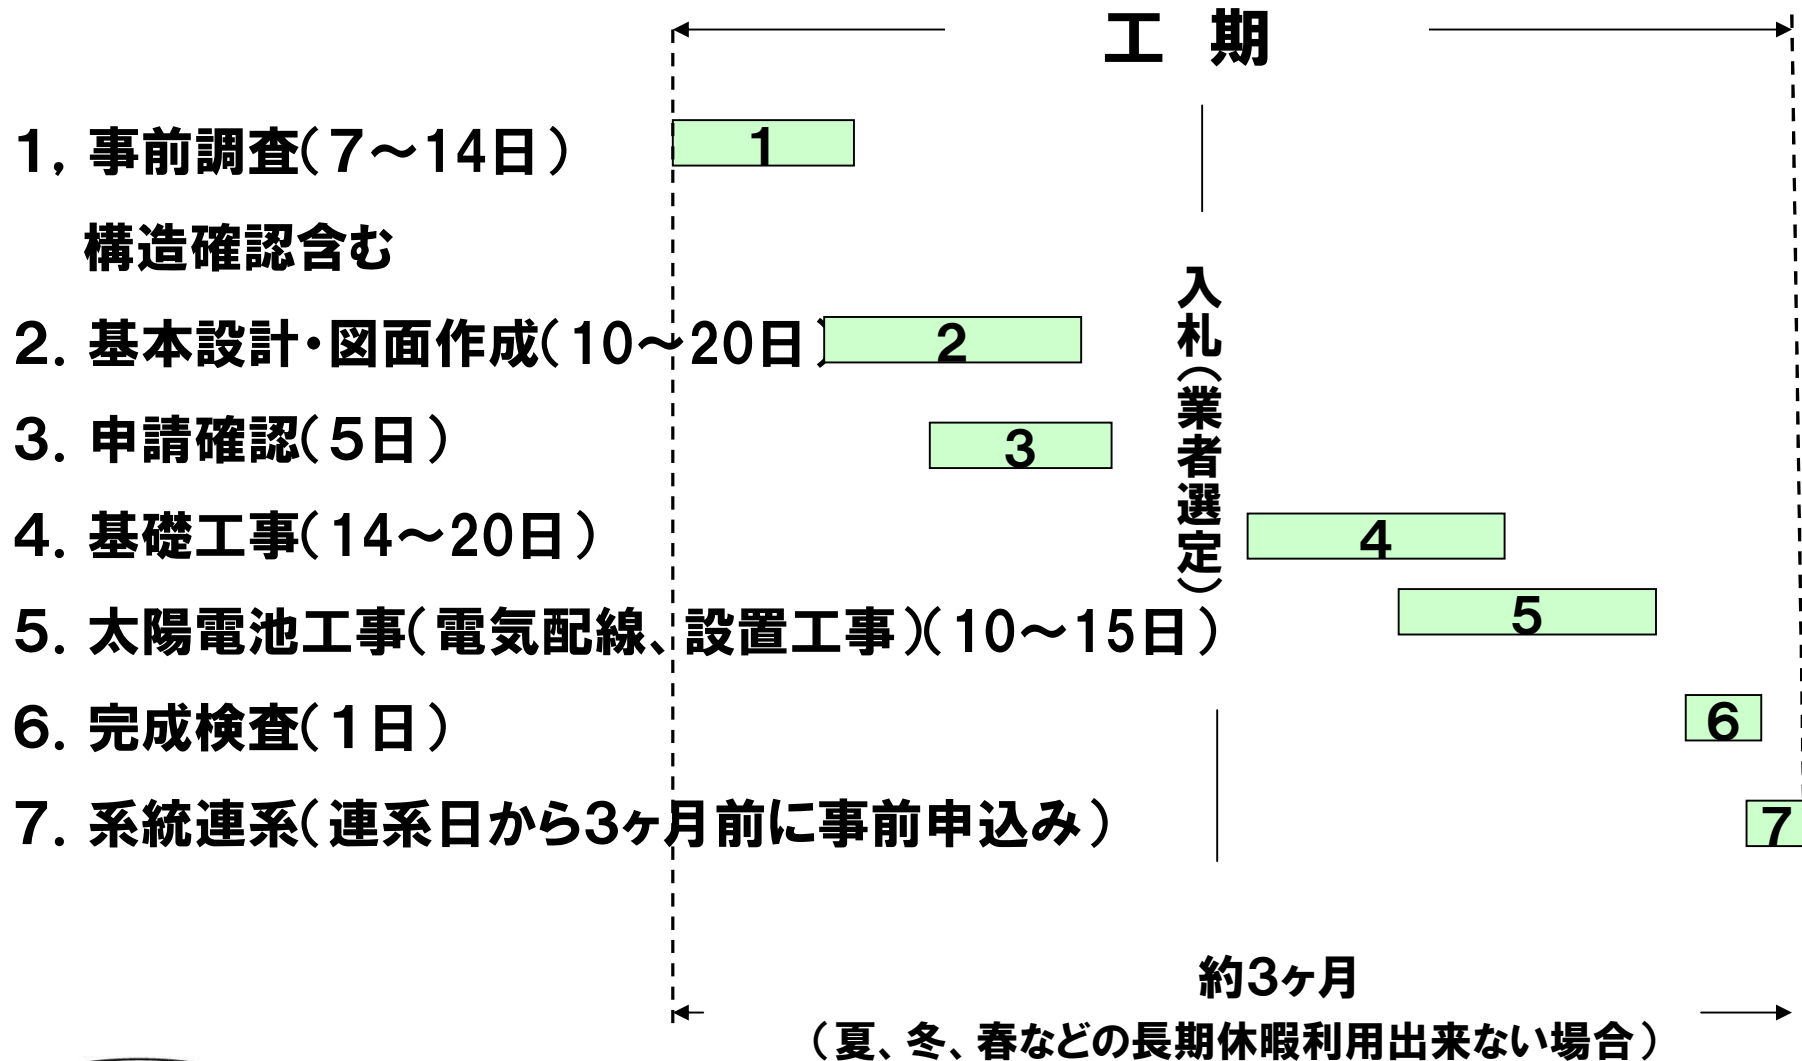 工 期
1, 事前調査(7～14日)
1
構造確認含む
2. 基本設計・図面作成(10～20日)
2
3. 申請確認(5日)
3
入札(業者選定)
4. 基礎工事(14～20日)
4
5. 太陽電池工事(電気配線、設置工事)(10～15日)
5
6. 完成検査(1日)
6
7. 系統連系(連系日から3ヶ月前に事前申込み)
7
約3ヶ月
(夏、冬、春などの長期休暇利用出来ない場合)